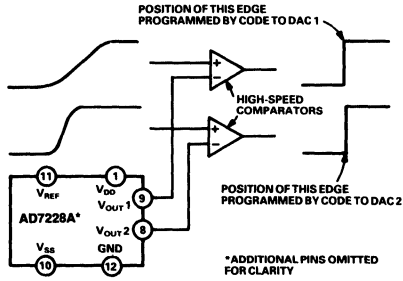 POSITION OF THIS EDGE
PROGRAMMED BY CODE TO DAC 1
+
−
HIGH-SPEED
COMPARATORS
+
−
POSITION OF THIS EDGE
PROGRAMMED BY CODE TO DAC 2
11
1
VREF
VDD
VOUT 1
9
AD7228A*
VOUT 2
8
VSS
GND
10
12
*ADDITIONAL PINS OMITTED
FOR CLARITY